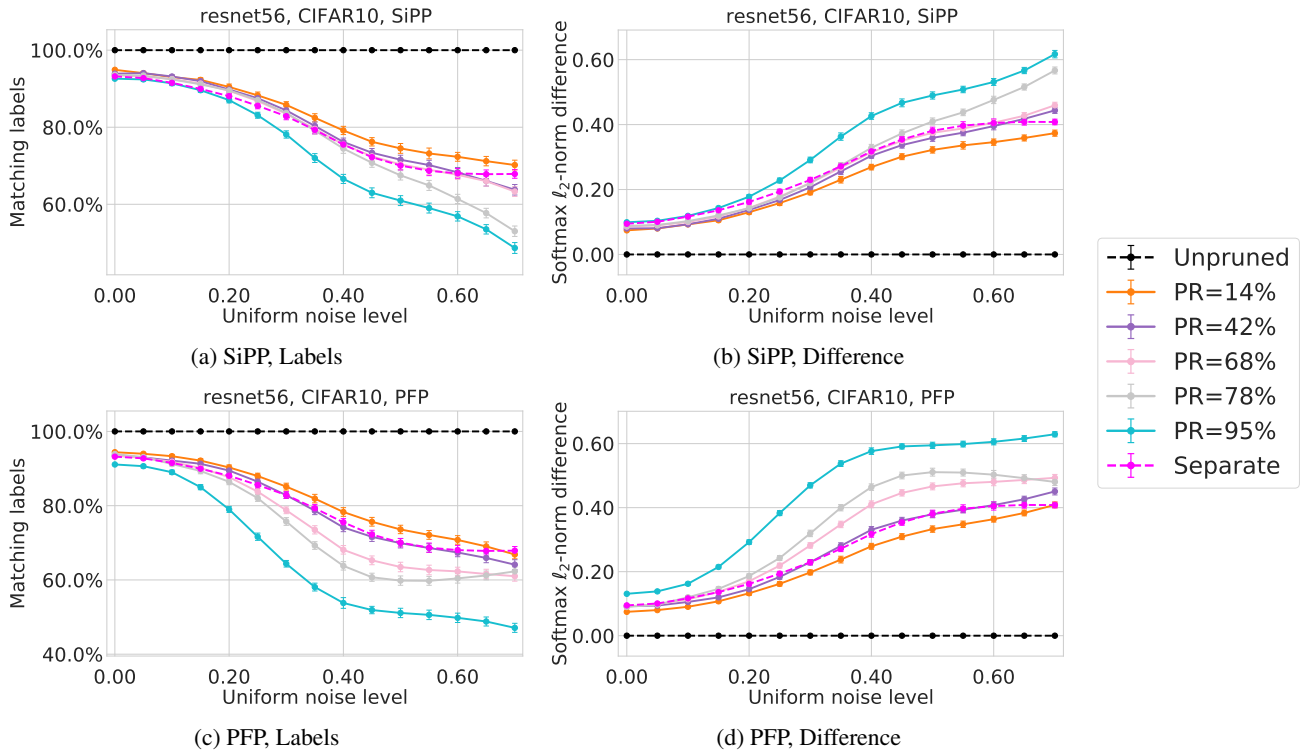 resnet56, CIFAR10, SiPP
Matching labels
100.0%
80.0%
60.0%
0.00 0.20 0.40 0.60
Uniform noise level
(a) SiPP, Labels
resnet56, CIFAR10, SiPP
Softmax ℓ2-norm difference
0.60
0.40
0.20
0.00
0.00 0.20 0.40 0.60
Uniform noise level
(b) SiPP, Difference
resnet56, CIFAR10, PFP
Matching labels
100.0%
80.0%
60.0%
40.0%
0.00 0.20 0.40 0.60
Uniform noise level
(c) PFP, Labels
resnet56, CIFAR10, PFP
Softmax ℓ2-norm difference
0.60
0.40
0.20
0.00
0.00 0.20 0.40 0.60
Uniform noise level
(d) PFP, Difference
Unpruned
PR=14%
PR=42%
PR=68%
PR=78%
PR=95%
Separate